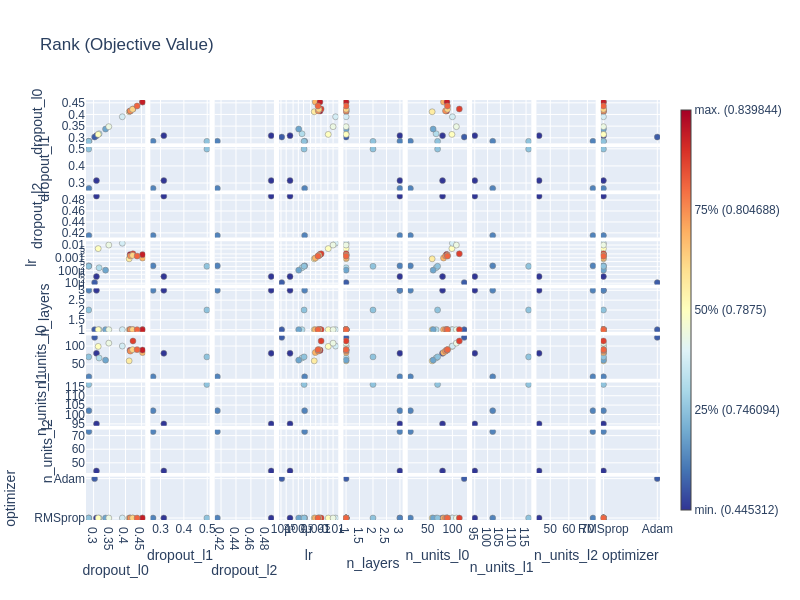 Rank (Objective Value)
dropout_l0
0.45
0.4
0.35
0.3
dropout_l1
0.5
0.4
0.3
dropout_l2
0.48
0.46
0.44
0.42
lr
0.01
0.001
100μ
10μ
n_layers
3
2.5
2
1.5
1
n_units_l0
100
50
n_units_l1
115
110
105
100
95
n_units_l2
70
60
50
optimizer
Adam
RMSprop
0.3 0.35 0.4 0.45
0.3 0.4 0.5
0.42 0.44 0.46 0.48
1 1.5 2 2.5 3
50 100
95 100 105 110 115
50 60 70
RMSprop Adam
dropout_l0 dropout_l1 dropout_l2 lr n_layers n_units_l0 n_units_l1 n_units_l2 optimizer
max. (0.839844)
75% (0.804688)
50% (0.7875)
25% (0.746094)
min. (0.445312)